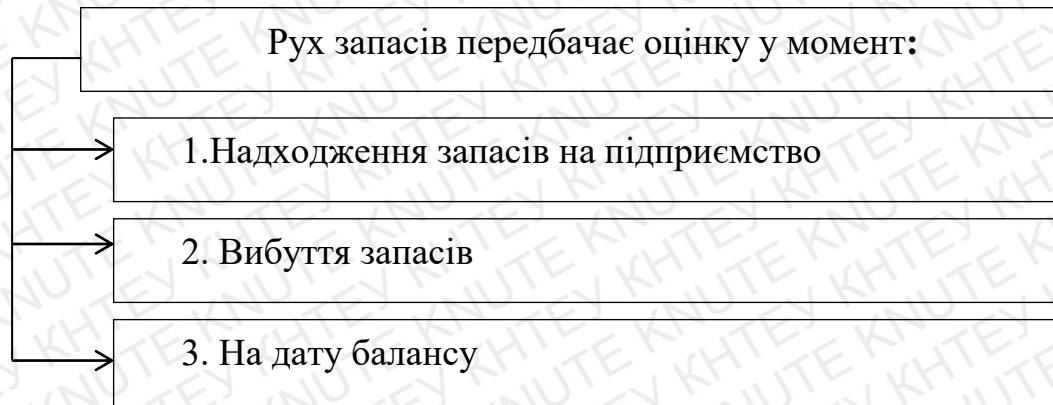 Рух запасів передбачає оцінку у момент:
1.Надходження запасів на підприємство
2. Вибуття запасів
3. На дату балансу